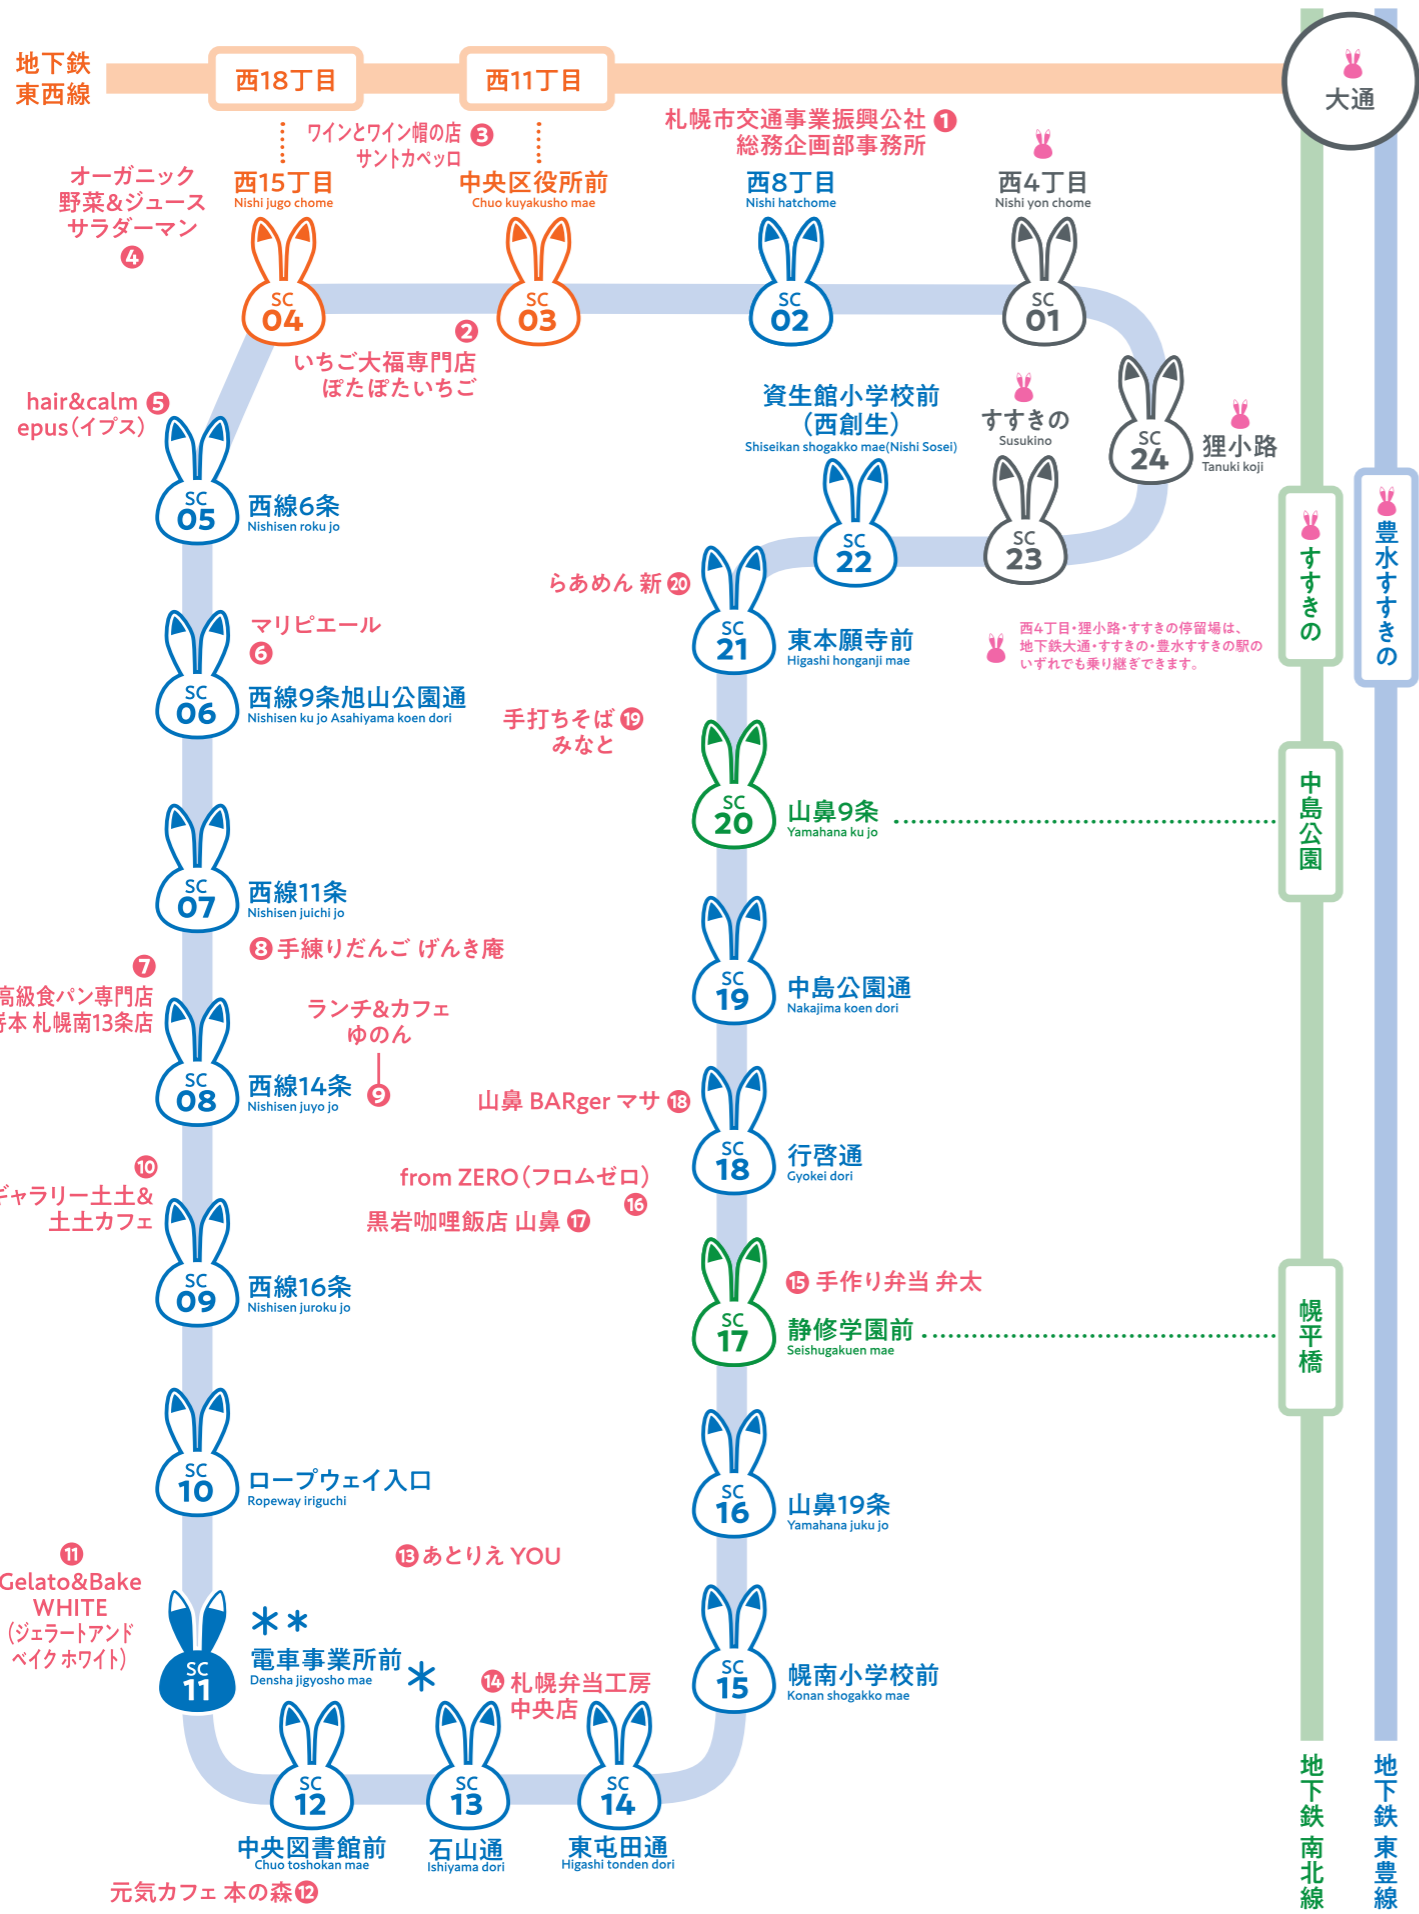 地下鉄
東西線
西18丁目
西11丁目
大通
札幌市交通事業振興公社 1
総務企画部事務所
ワインとワイン帽の店 3
サントカペッロ
オーガニック
野菜&ジュース
サラダーマン
4
西15丁目
Nishi jugo chome
中央区役所前
Chuo kuyakusho mae
西8丁目
Nishi hatchome
西4丁目
Nishi yon chome
SC
04
SC
03
SC
02
SC
01
2
いちご大福専門店
ぽたぽたいちご
hair&calm 5
epus(イプス)
資生館小学校前
(西創生)
Shiseikan shogakko mae(Nishi Sosei)
すすきの
Susukino
SC
24
狸小路
Tanuki koji
SC
05
西線6条
Nishisen roku jo
SC
22
SC
23
すすきの
豊水すすきの
らあめん 新 20
SC
21
東本願寺前
Higashi honganji mae
西4丁目・狸小路・すすきの停留場は、
地下鉄大通・すすきの・豊水すすきの駅の
いずれでも乗り継ぎできます。
マリピエール
6
SC
06
西線9条旭山公園通
Nishisen ku jo Asahiyama koen dori
手打ちそば 19
みなと
SC
20
山鼻9条
Yamahana ku jo
中島公園
SC
07
西線11条
Nishisen juichi jo
8 手練りだんご げんき庵
SC
19
中島公園通
Nakajima koen dori
7
高級食パン専門店
本 札幌南13条店
ランチ&カフェ
ゆのん
9
SC
08
西線14条
Nishisen juyo jo
山鼻 BARger マサ 18
SC
18
行啓通
Gyokei dori
10
ギャラリー土土&
土土カフェ
from ZERO(フロムゼロ)
16
黒岩咖哩飯店 山鼻 17
SC
09
西線16条
Nishisen juroku jo
15 手作り弁当 弁太
SC
17
静修学園前
Seishugakuen mae
幌平橋
SC
10
ロープウェイ入口
Ropeway iriguchi
SC
16
山鼻19条
Yamahana juku jo
11
Gelato&Bake
WHITE
(ジェラートアンド
ベイク ホワイト)
13 あとりえ YOU
SC
11
電車事業所前
Densha jigyosho mae
14 札幌弁当工房
中央店
SC
15
幌南小学校前
Konan shogakko mae
SC
12
SC
13
SC
14
中央図書館前
Chuo toshokan mae
石山通
Ishiyama dori
東屯田通
Higashi tonden dori
元気カフェ 本の森 12
地下鉄 南北線
地下鉄 東豊線